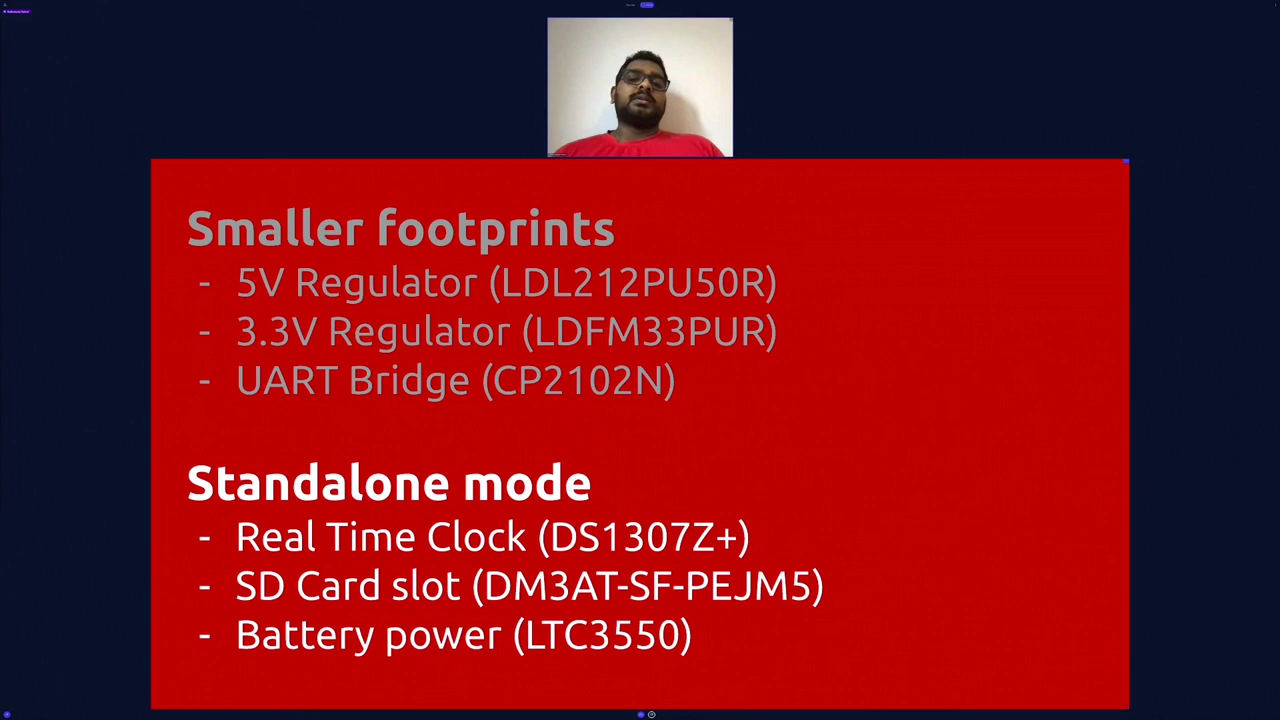 Smaller footprints
- 5V Regulator (LDL212PU50R)
- 3.3V Regulator (LDFM33PUR)
- UART Bridge (CP2102N)
Standalone mode
- Real Time Clock (DS1307Z+)
- SD Card slot (DM3AT-SF-PEJM5)
- Battery power (LTC3550)